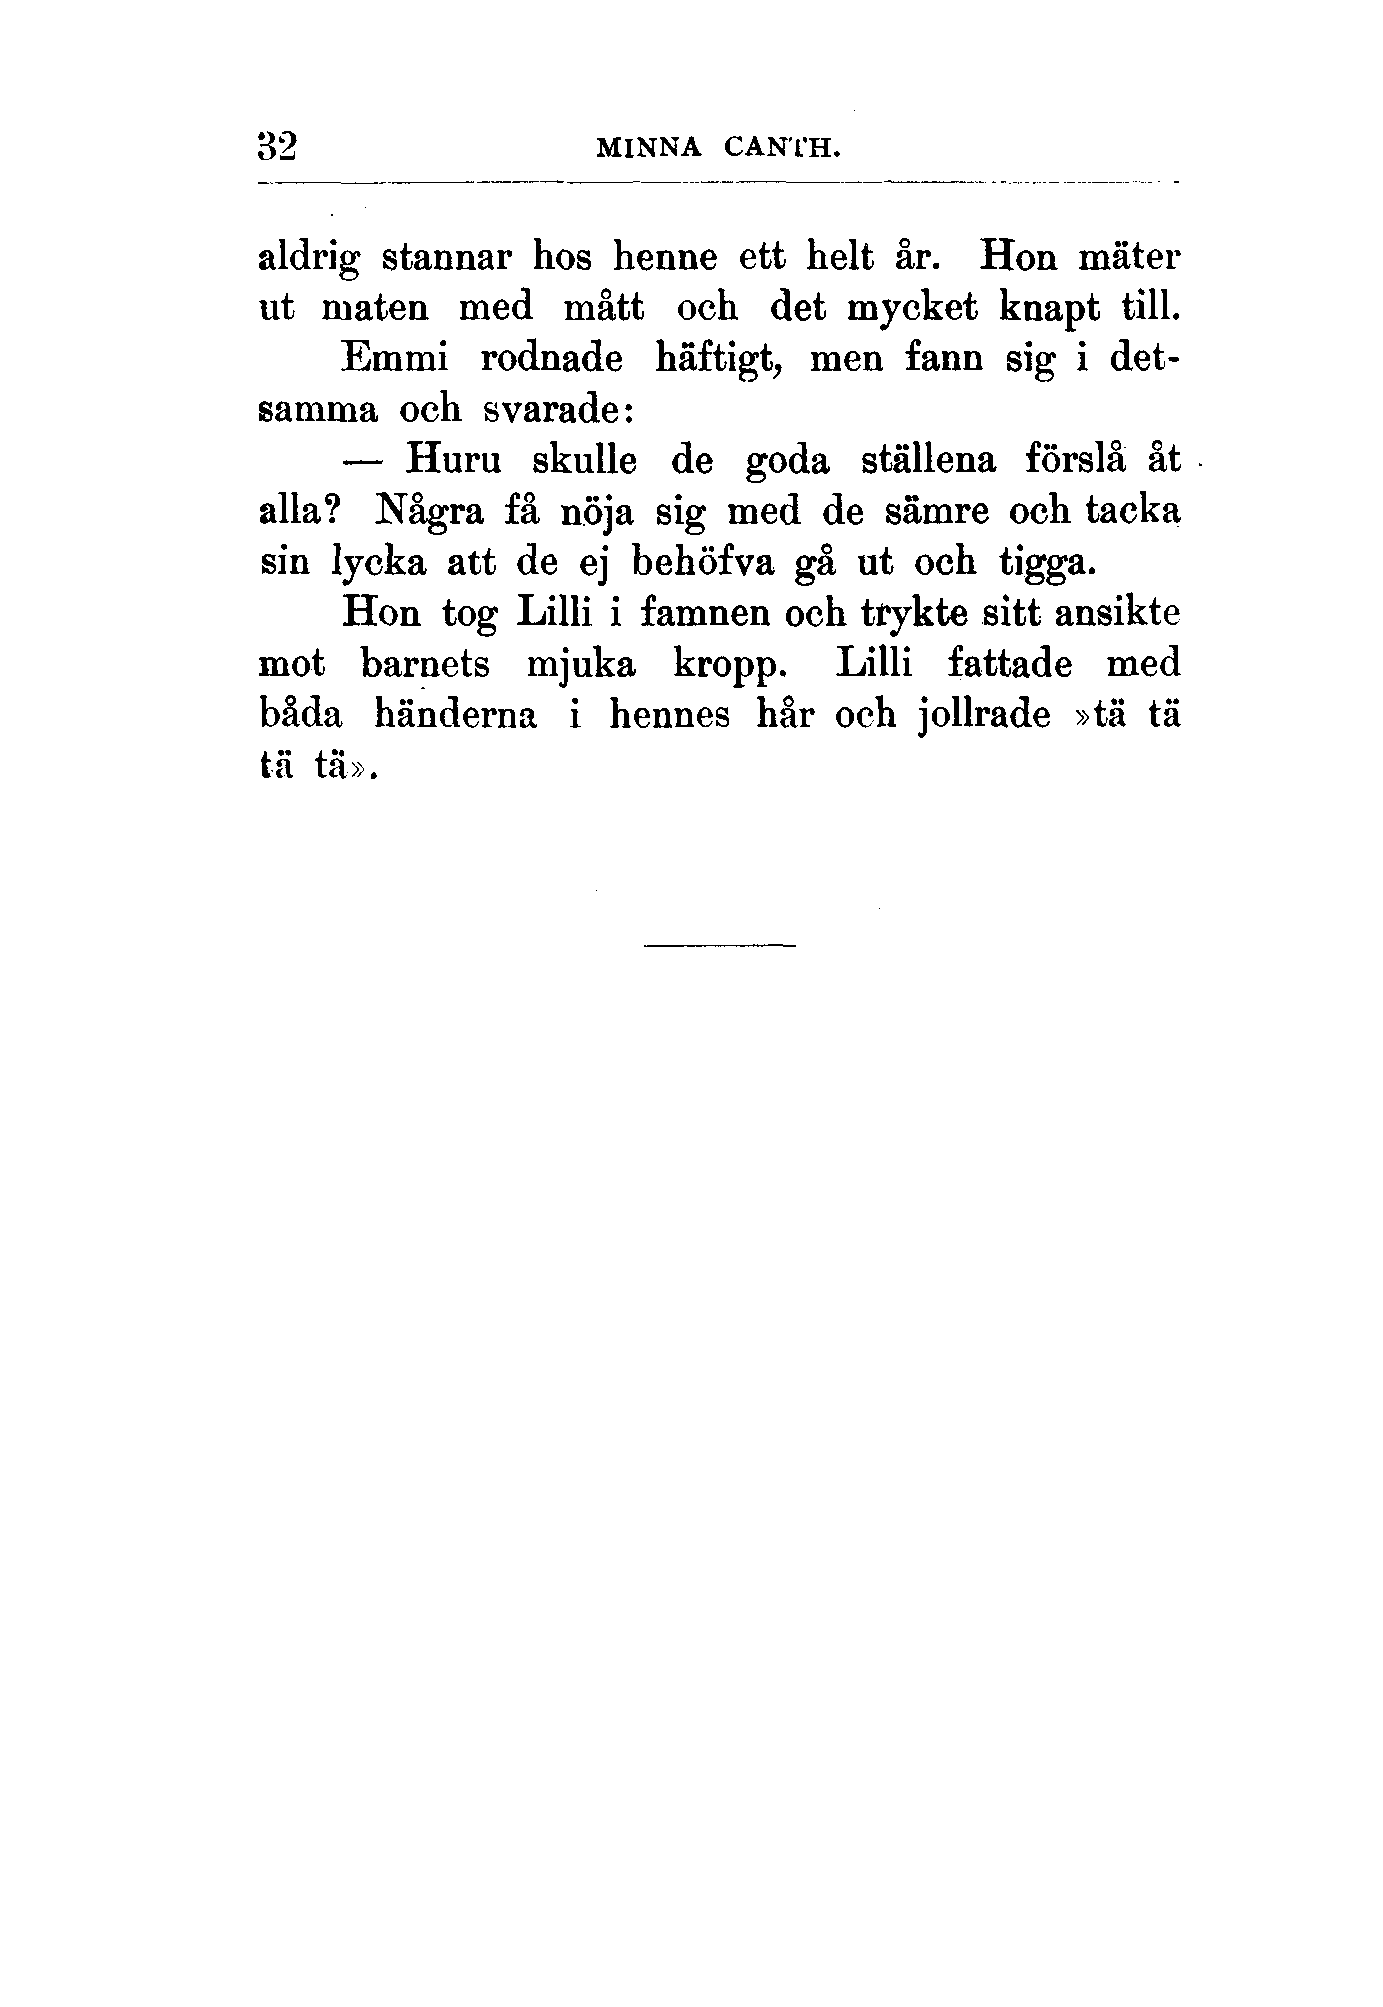 32 MINNA CANTH.
aldrig stannar hos henne ett helt år. Hon mäter
ut maten med mått och det mycket knapt till.
Emmi rodnade häftigt, men fann sig i det-
samma och svarade:
— Huru skulle de goda ställena förslå åt
alla? Några få nöja sig med de sämre och tacka
sin lycka att de ej behöfva gå ut och tigga.
Hon tog Lilli i famnen och trykte sitt ansikte
mot barnets mjuka kropp. Lilli fattade med
båda händerna i hennes hår och jollrade »tä tä
tä tä».